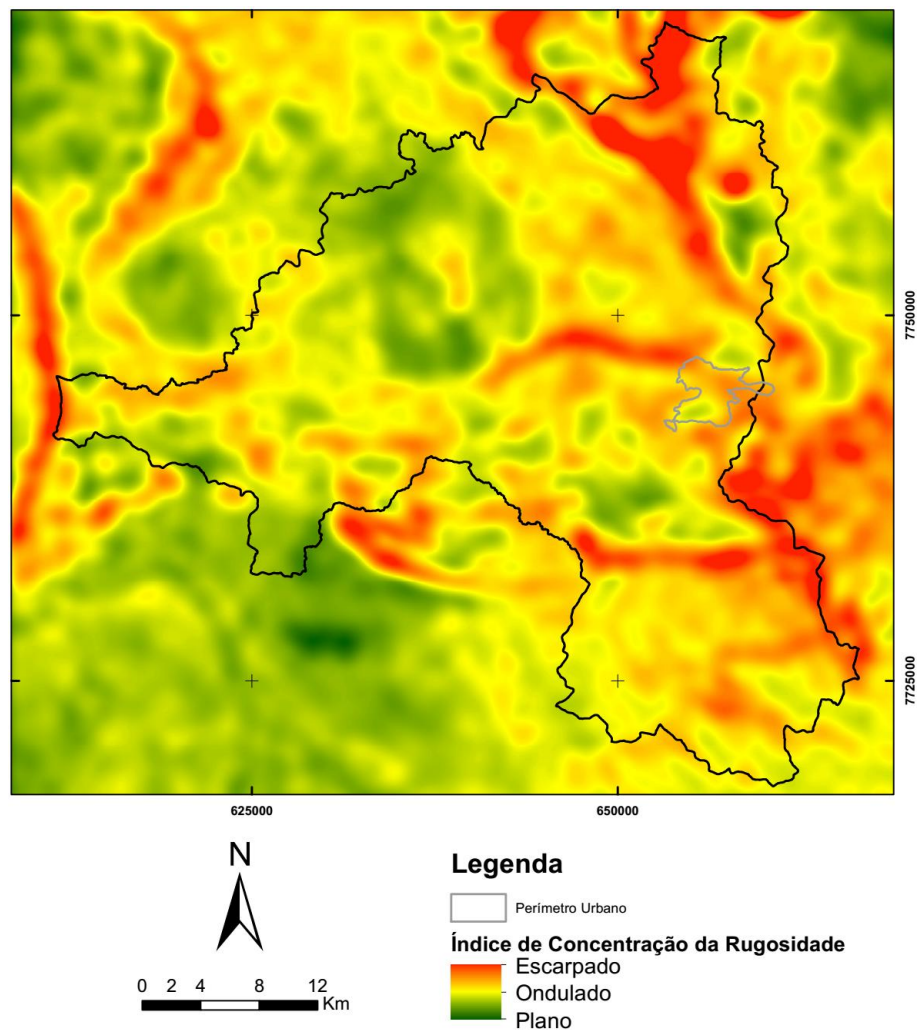 7750000
7725000
625000
650000
N
0 2 4 8 12
Km
Legenda
Perímetro Urbano
Índice de Concentração da Rugosidade
Escarpado
Ondulado
Plano